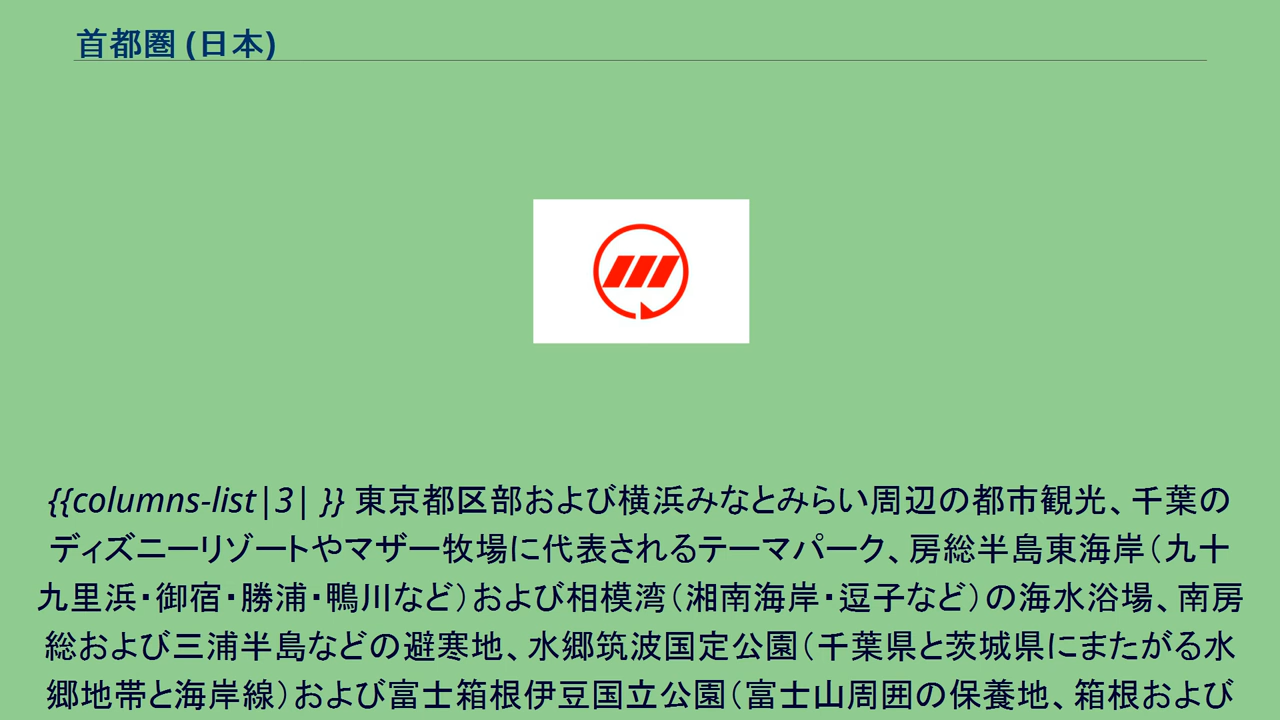 首都圏 (日本)
{{columns-list|3| }} 東京都区部および横浜みなとみらい周辺の都市観光、千葉の
ディズニーリゾートやマザー牧場に代表されるテーマパーク、房総半島東海岸（九十
九里浜・御宿・勝浦・鴨川など）および相模湾（湘南海岸・逗子など）の海水浴場、南房
総および三浦半島などの避寒地、水郷筑波国定公園（千葉県と茨城県にまたがる水
郷地帯と海岸線）および富士箱根伊豆国立公園（富士山周囲の保養地、箱根および